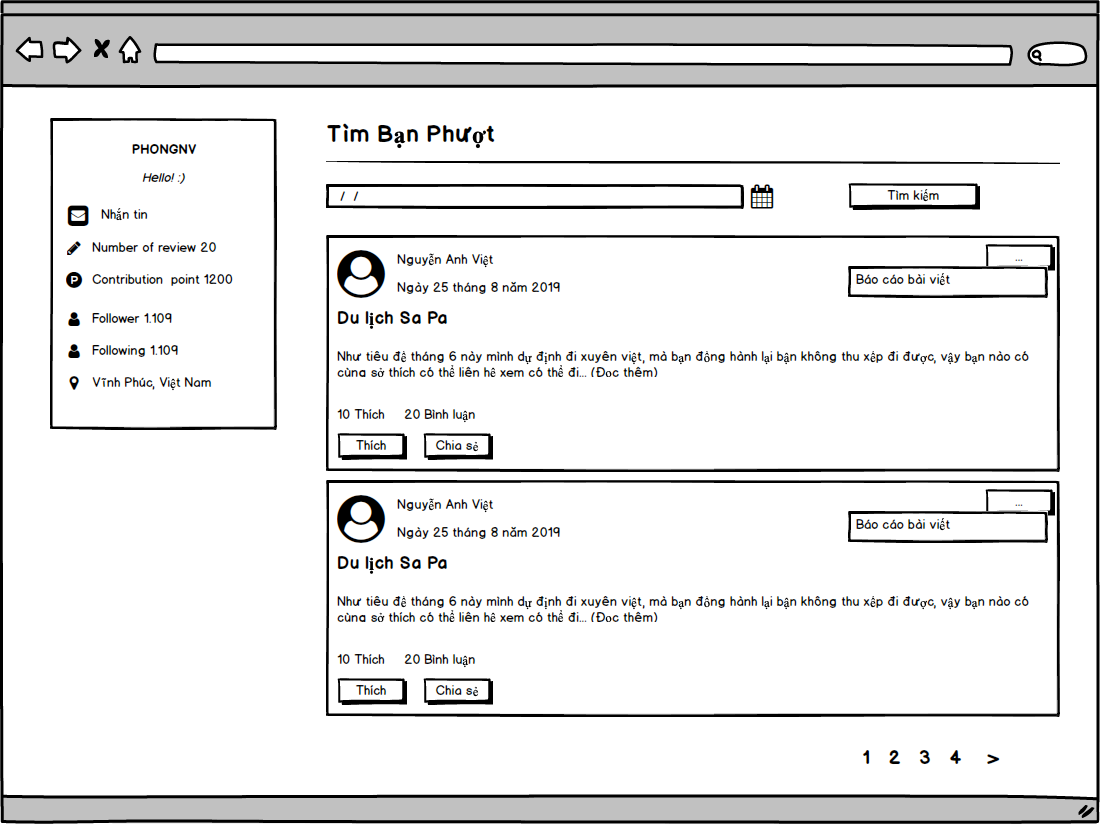 PHONGNV
Hello! :)
Nhắn tin
Number of review 20
Contribution point 1200
Follower 1.109
Following 1.109
Vĩnh Phúc, Việt Nam
Tìm Bạn Phượt
/ /
Tìm kiếm
Nguyễn Anh Việt
...
Ngày 25 tháng 8 năm 2019
Báo cáo bài viết
Du lịch Sa Pa
Như tiêu đề tháng 6 này mình dự định đi xuyên việt, mà bạn đồng hành lại bận không thu xếp đi được, vậy bạn nào có
cùng sở thích có thể liên hê xem có thể đi... (Đọc thêm)
10 Thích 20 Bình luận
Thích Chia sẻ
Nguyễn Anh Việt
...
Ngày 25 tháng 8 năm 2019
Báo cáo bài viết
Du lịch Sa Pa
Như tiêu đề tháng 6 này mình dự định đi xuyên việt, mà bạn đồng hành lại bận không thu xếp đi được, vậy bạn nào có
cùng sở thích có thể liên hê xem có thể đi... (Đọc thêm)
10 Thích 20 Bình luận
Thích Chia sẻ
1 2 3 4 >